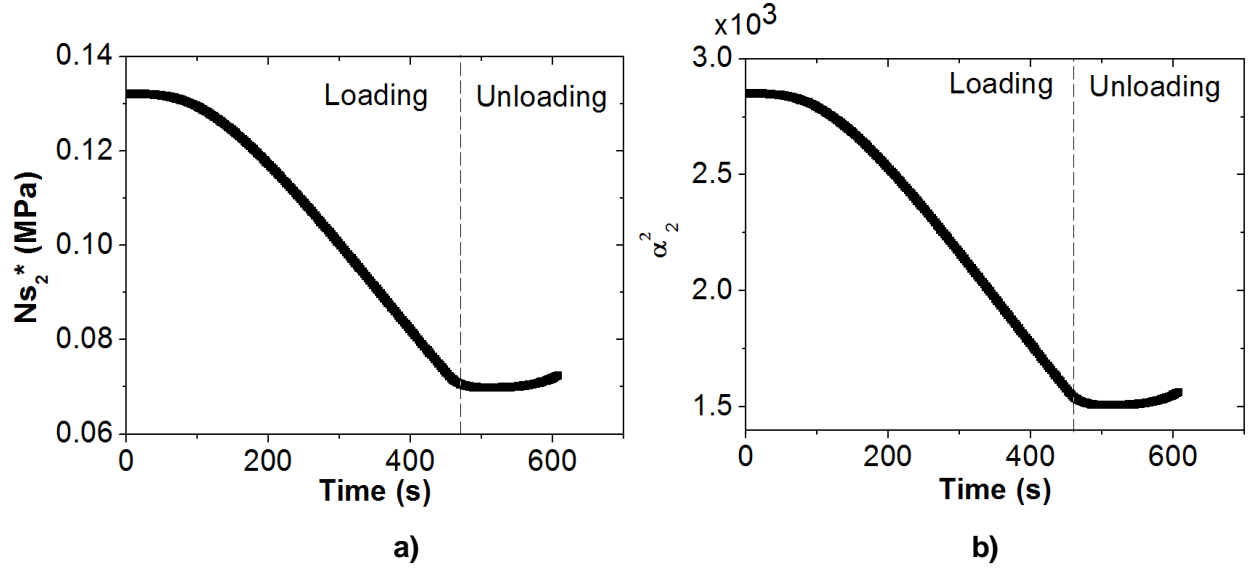 0.14
0.12
0.10
0.08
0.06
Ns₂* (MPa)
Loading
Unloading
0
200
400
600
Time (s)
a)
x10³
3.0
2.5
2.0
1.5
α²₂
Loading
Unloading
0
200
400
600
Time (s)
b)